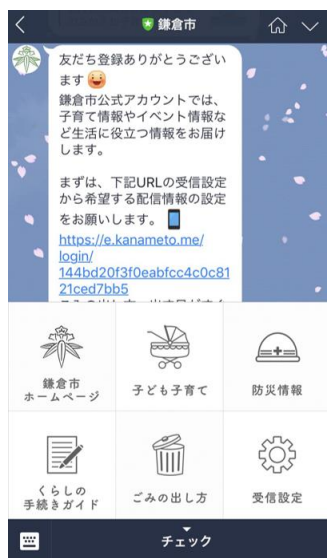 鎌倉市
友だち登録ありがとうござい
ます
鎌倉市公式アカウントでは、
子育て情報やイベント情報な
ど生活に役立つ情報をお届け
します。
まずは、下記URLの受信設定
から希望する配信情報の設定
をお願いします。
https://e.kanameto.me/
login/
144bd20f3f0eabfcc4c0c81
21ced7bb5
鎌倉市
ホームページ
子ども子育て
防災情報
くらしの
手続きガイド
ごみの出し方
受信設定
チェック